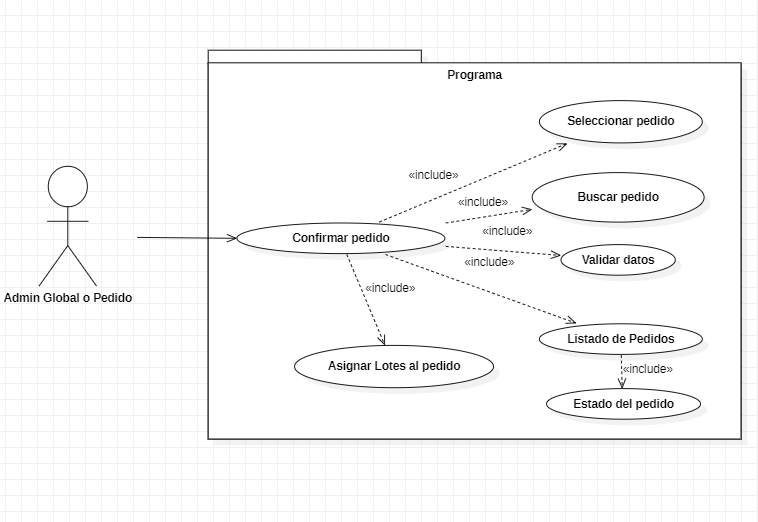 Programa
Seleccionar pedido
«include»
Buscar pedido
«include»
«include»
Confirmar pedido
Validar datos
«include»
«include»
Admin Global o Pedido
Listado de Pedidos
Asignar Lotes al pedido
«include»
Estado del pedido